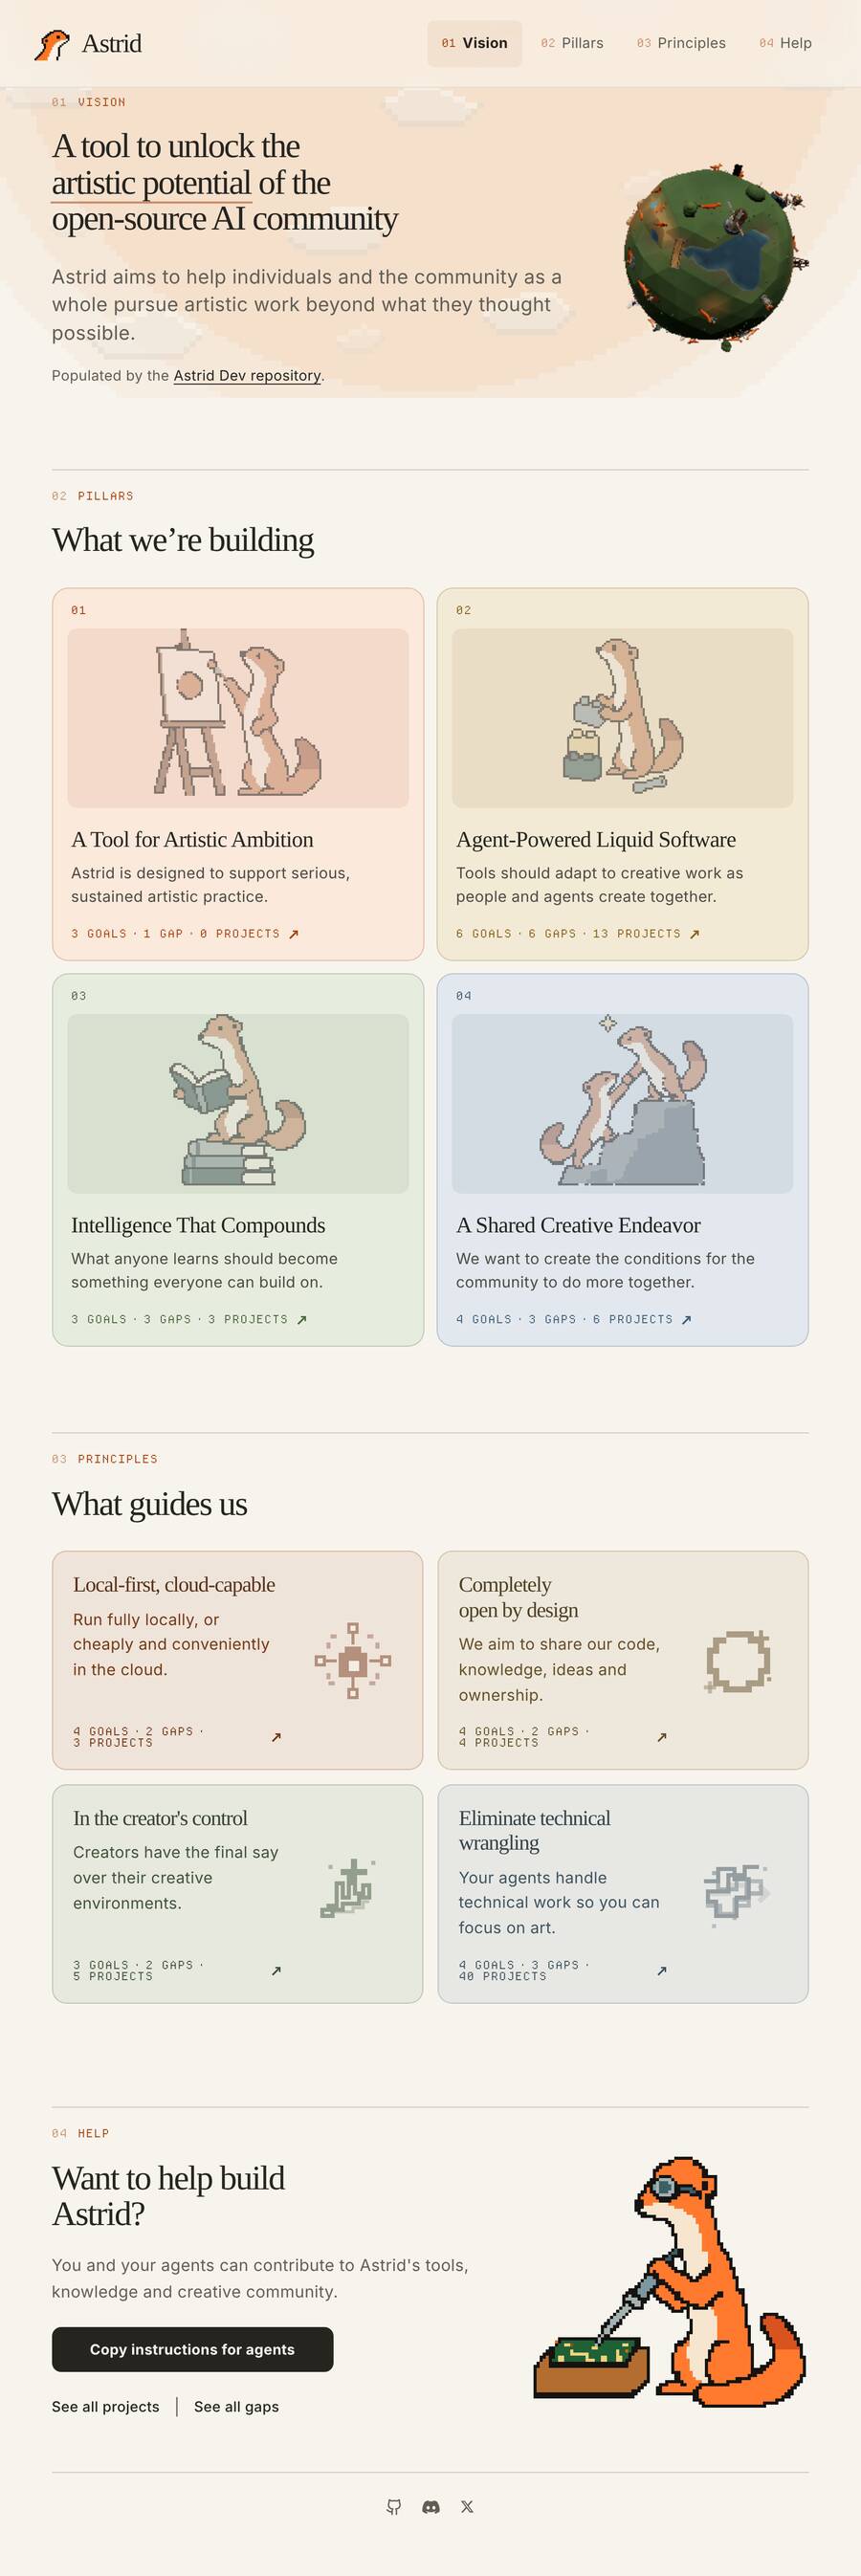 Astrid
01 Vision
02 Pillars
03 Principles
04 Help
01 VISION
A tool to unlock the
artistic potential of the
open-source AI community
Astrid aims to help individuals and the community as a
whole pursue artistic work beyond what they thought
possible.
Populated by the Astrid Dev repository.
02 PILLARS
What we’re building
01
A Tool for Artistic Ambition
Astrid is designed to support serious,
sustained artistic practice.
3 GOALS · 1 GAP · 0 PROJECTS ↗
02
Agent-Powered Liquid Software
Tools should adapt to creative work as
people and agents create together.
6 GOALS · 6 GAPS · 13 PROJECTS ↗
03
Intelligence That Compounds
What anyone learns should become
something everyone can build on.
3 GOALS · 3 GAPS · 3 PROJECTS ↗
04
A Shared Creative Endeavor
We want to create the conditions for the
community to do more together.
4 GOALS · 3 GAPS · 6 PROJECTS ↗
03 PRINCIPLES
What guides us
Local-first, cloud-capable
Run fully locally, or
cheaply and conveniently
in the cloud.
4 GOALS · 2 GAPS ·
3 PROJECTS ↗
Completely
open by design
We aim to share our code,
knowledge, ideas and
ownership.
4 GOALS · 2 GAPS ·
4 PROJECTS ↗
In the creator's control
Creators have the final say
over their creative
environments.
3 GOALS · 2 GAPS ·
5 PROJECTS ↗
Eliminate technical
wrangling
Your agents handle
technical work so you can
focus on art.
4 GOALS · 3 GAPS ·
40 PROJECTS ↗
04 HELP
Want to help build
Astrid?
You and your agents can contribute to Astrid's tools,
knowledge and creative community.
Copy instructions for agents
See all projects
See all gaps